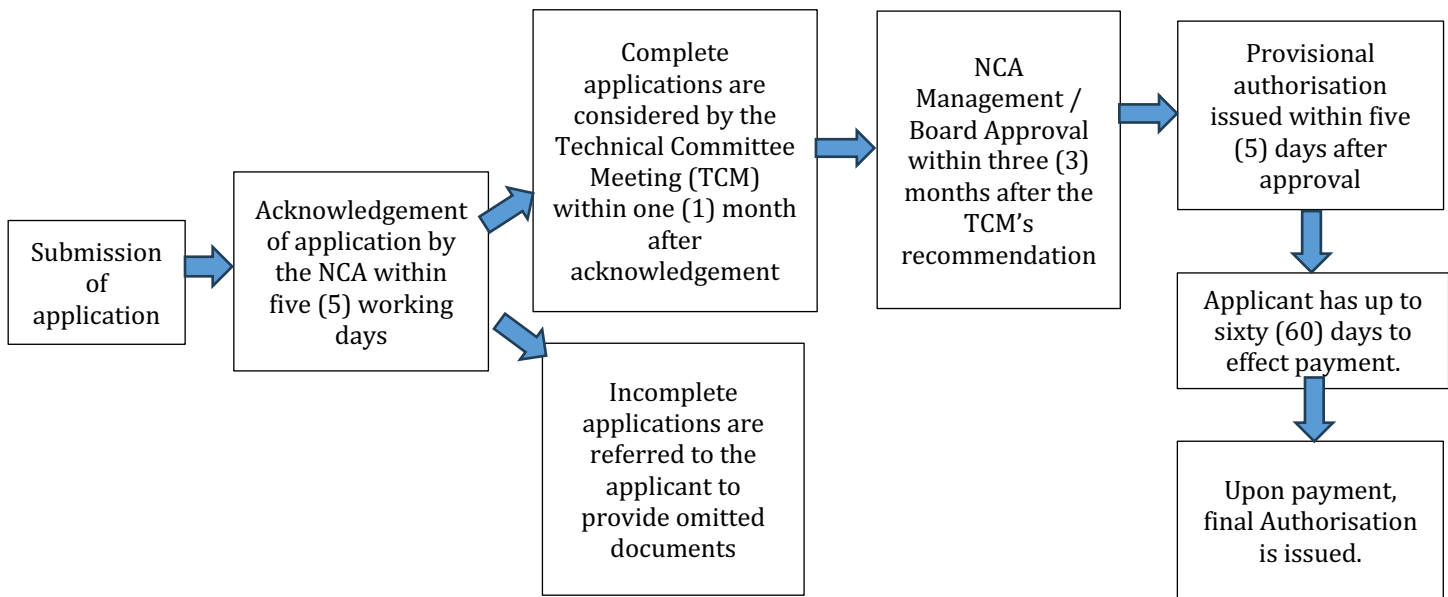 Submission
of
application
Acknowledgement
of application by
the NCA within
five (5) working
days
Complete
applications are
considered by the
Technical Committee
Meeting (TCM)
within one (1) month
after
acknowledgement
Incomplete
applications are
referred to the
applicant to
provide omitted
documents
NCA
Management /
Board Approval
within three (3)
months after the
TCM’s
recommendation
Provisional
authorisation
issued within five
(5) days after
approval
Applicant has up to
sixty (60) days to
effect payment.
Upon payment,
final Authorisation
is issued.